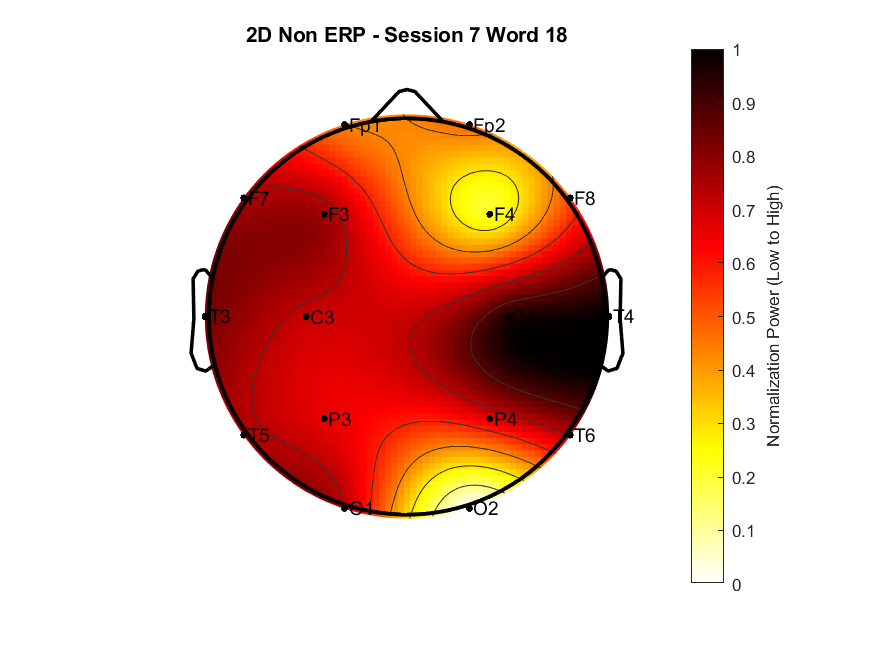 2D Non ERP - Session 7 Word 18
Fp1 Fp2
F7 F3 F4 F8
T3 C3 C4 T4
T5 P3 P4 T6
O1 O2
1
0.9
0.8
0.7
0.6
0.5
0.4
0.3
0.2
0.1
0
Normalization Power (Low to High)